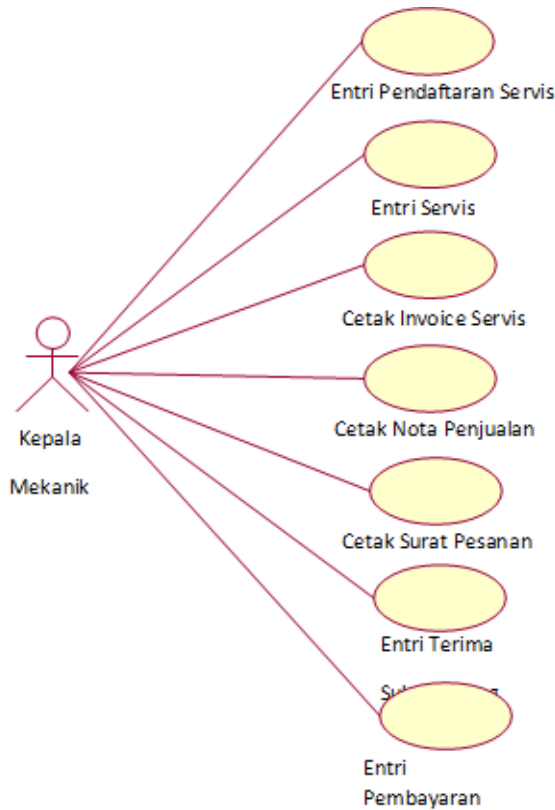 Entri Pendaftaran Servis
Entri Servis
Cetak Invoice Servis
Cetak Nota Penjualan
Kepala
Mekanik
Cetak Surat Pesanan
Entri Terima
Entri
Pembayaran